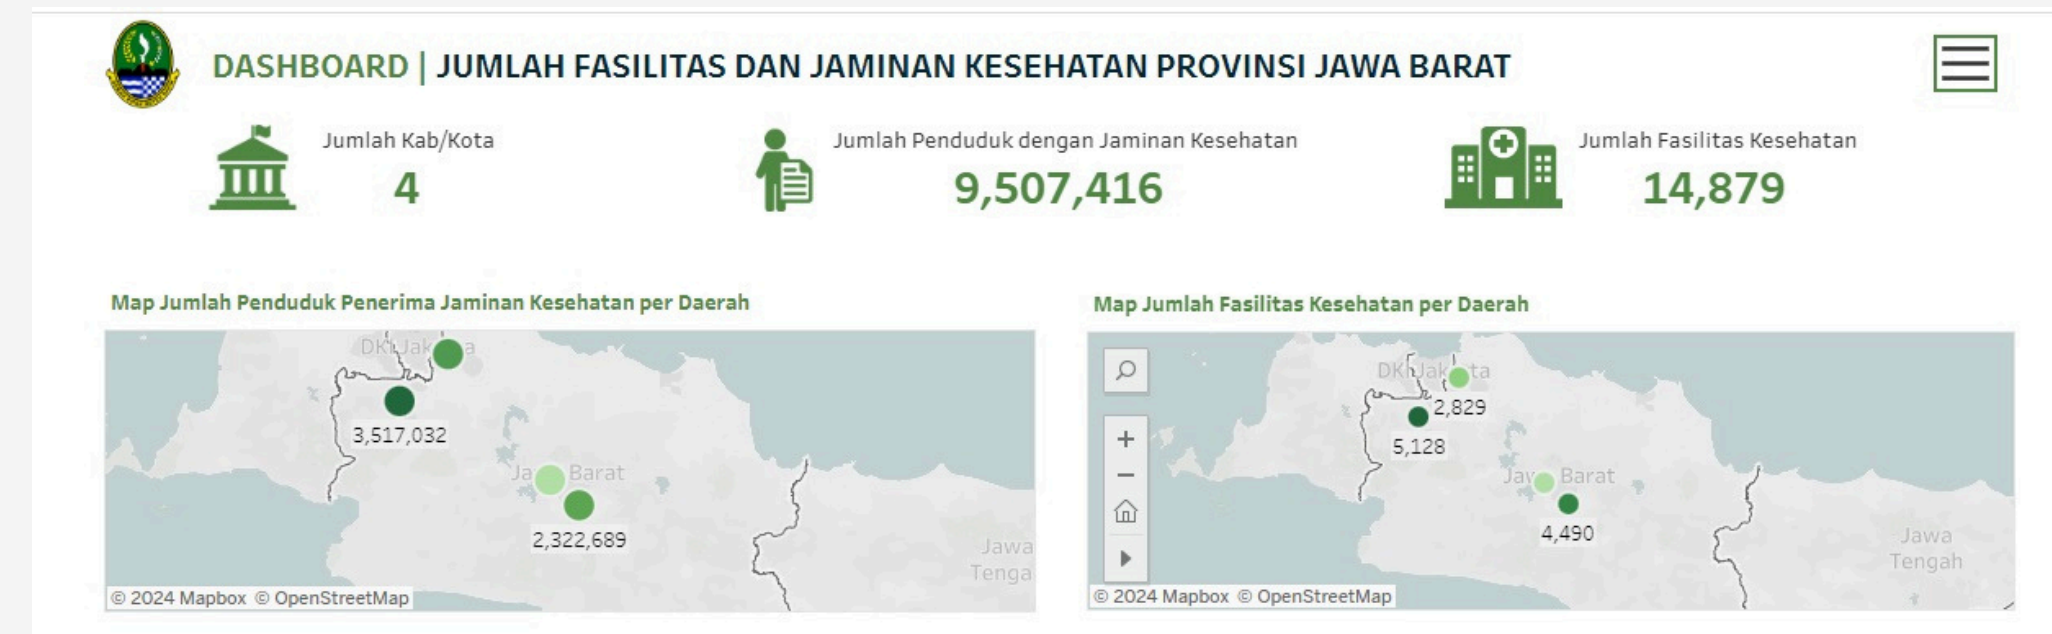 DASHBOARD | JUMLAH FASILITAS DAN JAMINAN KESEHATAN PROVINSI JAWA BARAT
Jumlah Kab/Kota
4
Jumlah Penduduk dengan Jaminan Kesehatan
9,507,416
Jumlah Fasilitas Kesehatan
14,879
Map Jumlah Penduduk Penerima Jaminan Kesehatan per Daerah
DKI
3,517,032
Barat
2,322,689
Jawa
© 2024 Mapbox © OpenStreetMap
Map Jumlah Fasilitas Kesehatan per Daerah
DKI
2,829
5,128
Barat
4,490
Jawa
Tengah
© 2024 Mapbox © OpenStreetMap